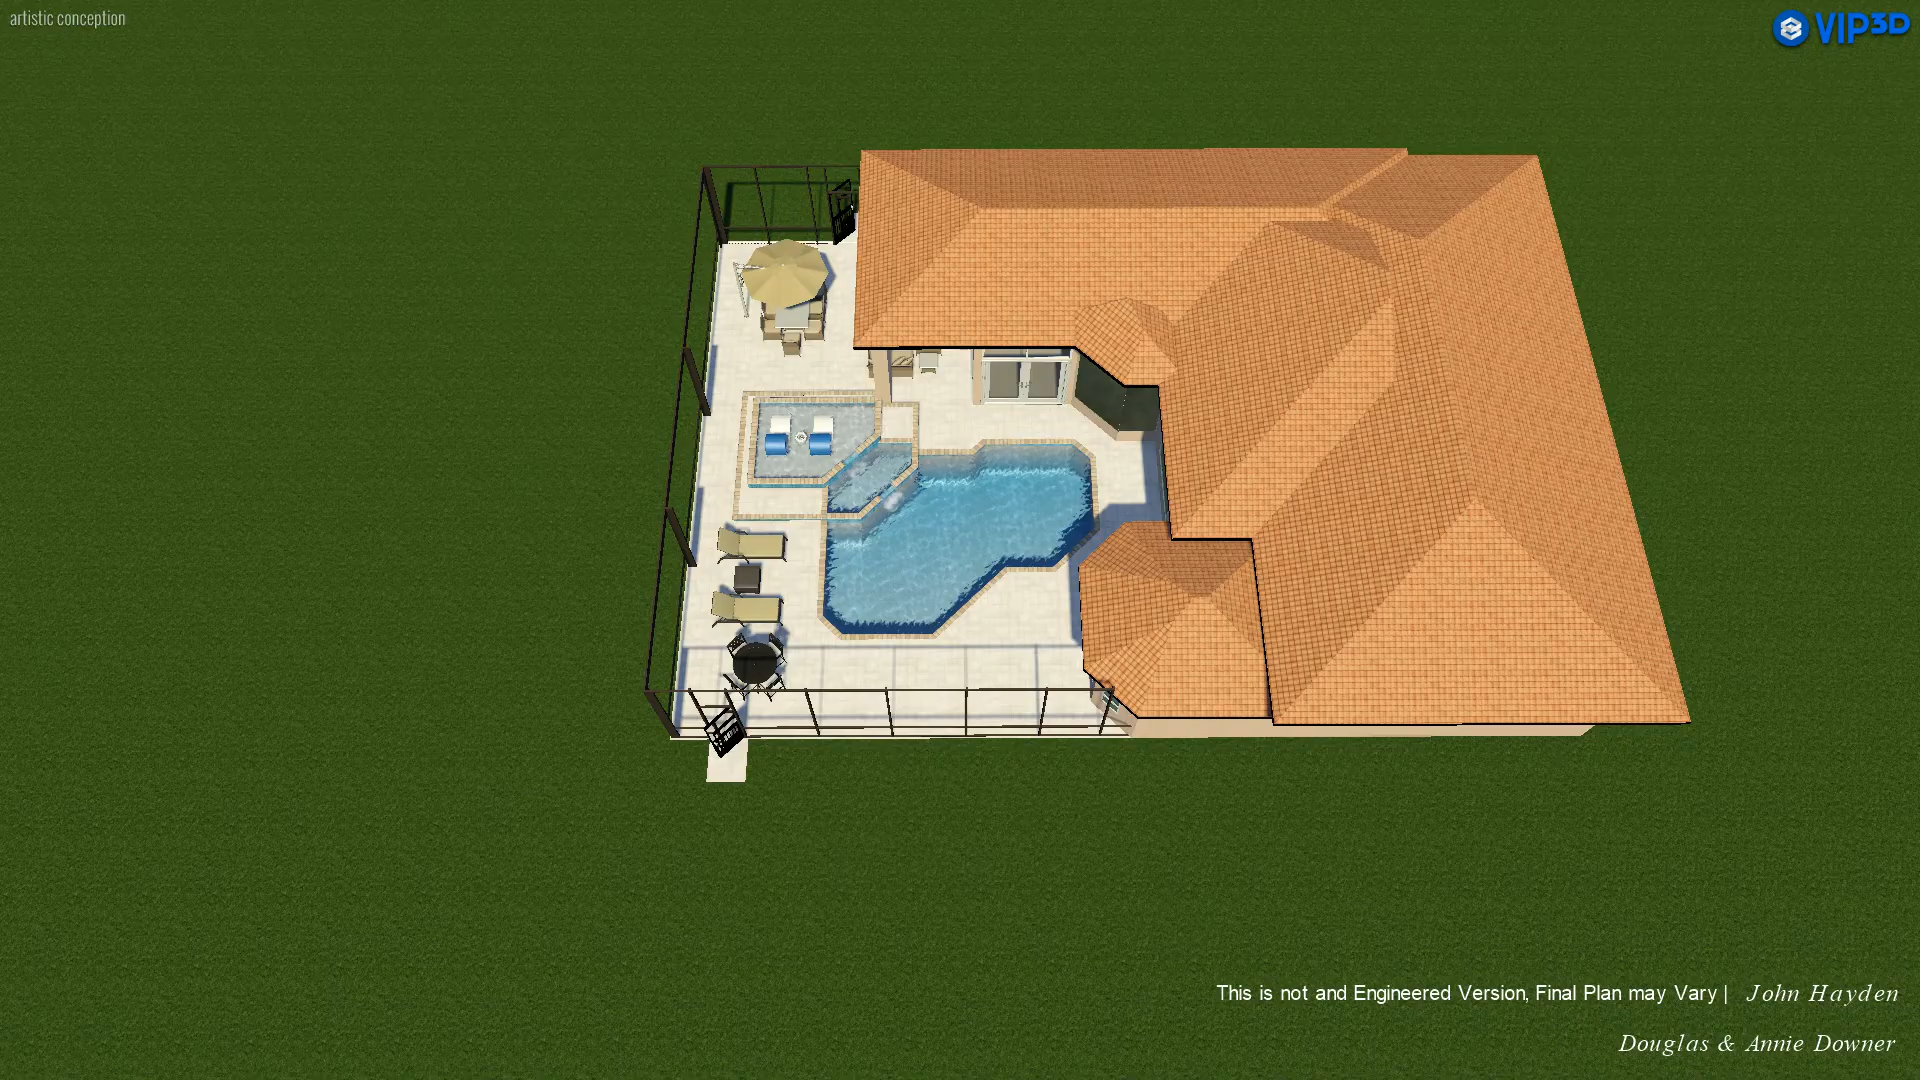 artistic conception
VIP3D
This is not and Engineered Version, Final Plan may Vary | John Hayden
Douglas & Annie Downer